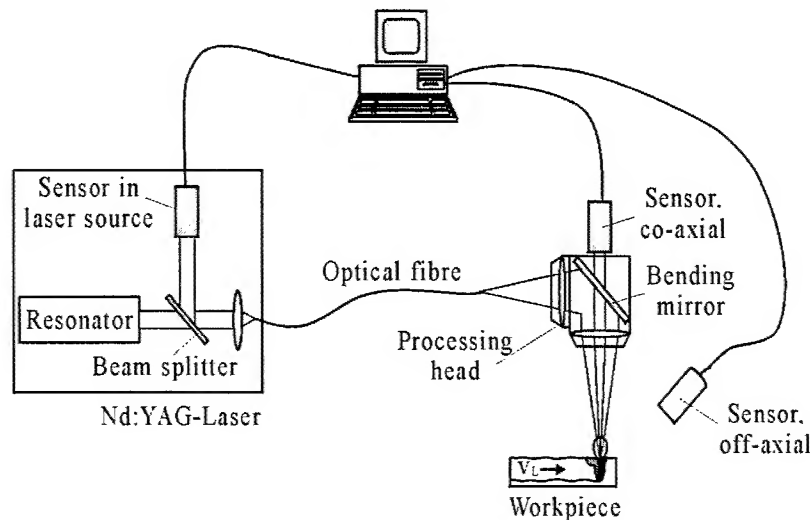 Sensor in
laser source
Sensor.
co-axial
Optical fibre
Bending
mirror
Resonator
Processing
head
Beam splitter
Nd:YAG-Laser
Sensor.
off-axial
VL
Workpiece